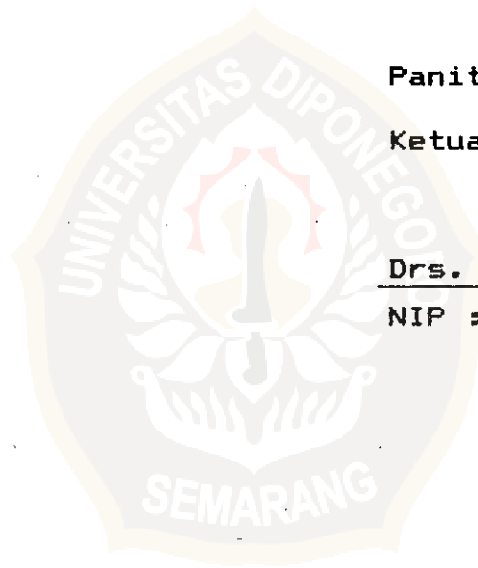 Panit
Ketua
Drs.
NIP :
UNIVERSITAS DIPONEGORO
SEMARANG